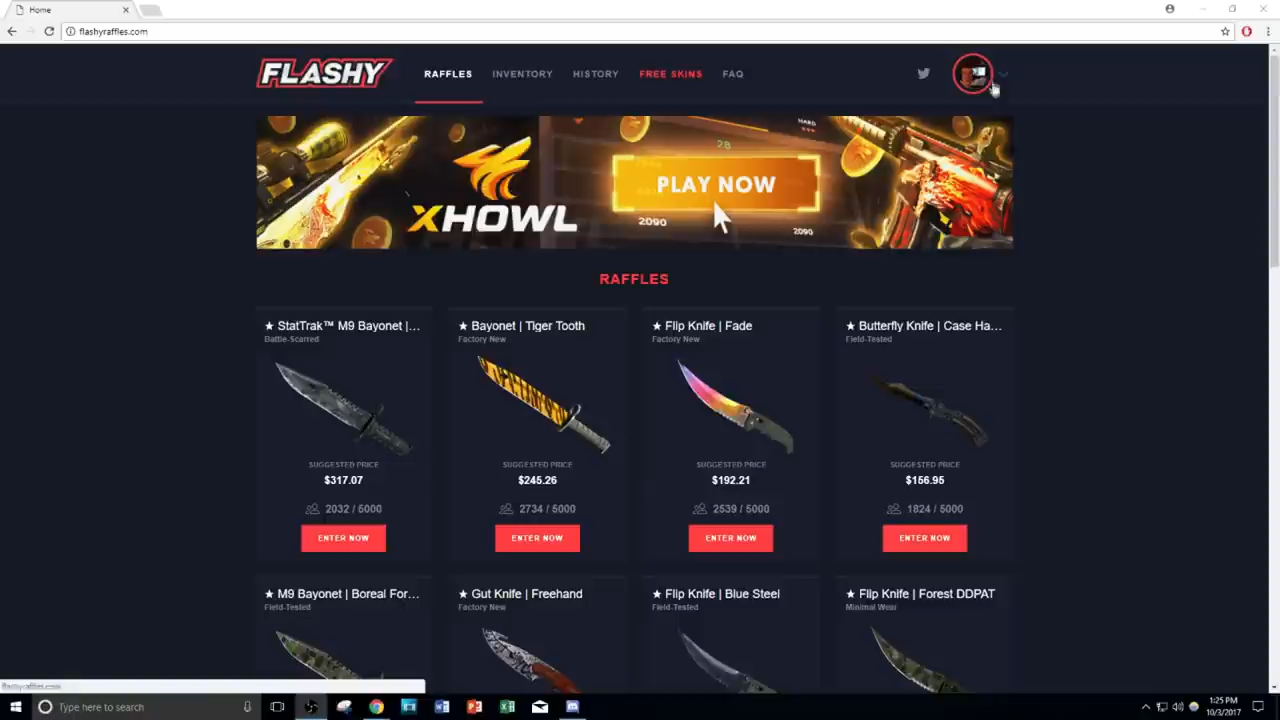 Home
flashyraffles.com
FLASHY
RAFFLES
INVENTORY
HISTORY
FREE SKINS
FAQ
XHOWL
28
HARD
PLAY NOW
2090
2090
RAFFLES
★ StatTrak™ M9 Bayonet |...
Battle-Scarred
SUGGESTED PRICE
$317.07
2032 / 5000
ENTER NOW
★ Bayonet | Tiger Tooth
Factory New
SUGGESTED PRICE
$245.26
2734 / 5000
ENTER NOW
★ Flip Knife | Fade
Factory New
SUGGESTED PRICE
$192.21
2539 / 5000
ENTER NOW
★ Butterfly Knife | Case Ha...
Field-Tested
SUGGESTED PRICE
$156.95
1824 / 5000
ENTER NOW
★ M9 Bayonet | Boreal For...
Field-Tested
★ Gut Knife | Freehand
Factory New
★ Flip Knife | Blue Steel
Field-Tested
★ Flip Knife | Forest DDPAT
Minimal Wear
flashyraffles.com
Type here to search
1:25 PM
10/3/2017